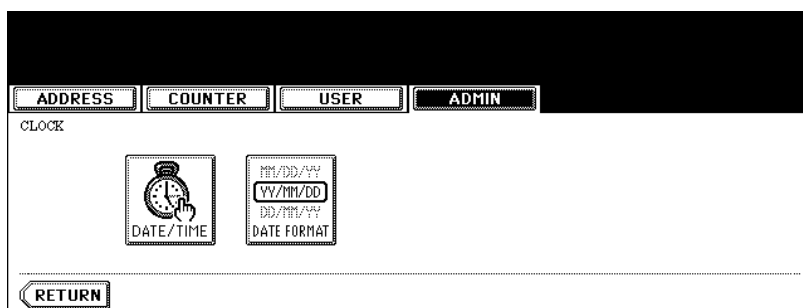 ADDRESS COUNTER USER ADMIN
CLOCK
MM/DD/YY
YY/MM/DD
DD/MM/YY
DATE/TIME DATE FORMAT
RETURN